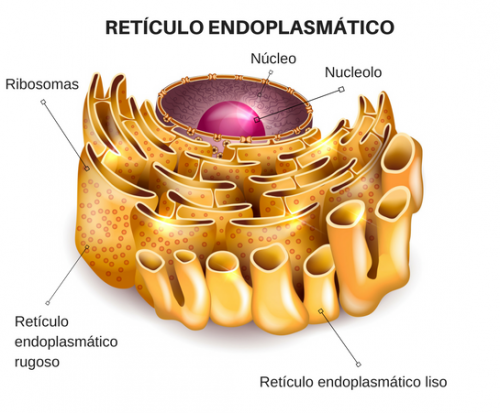 RETÍCULO ENDOPLASMÁTICO
Núcleo
Nucleolo
Ribosomas
Retículo
endoplasmático
rugoso
Retículo endoplasmático liso